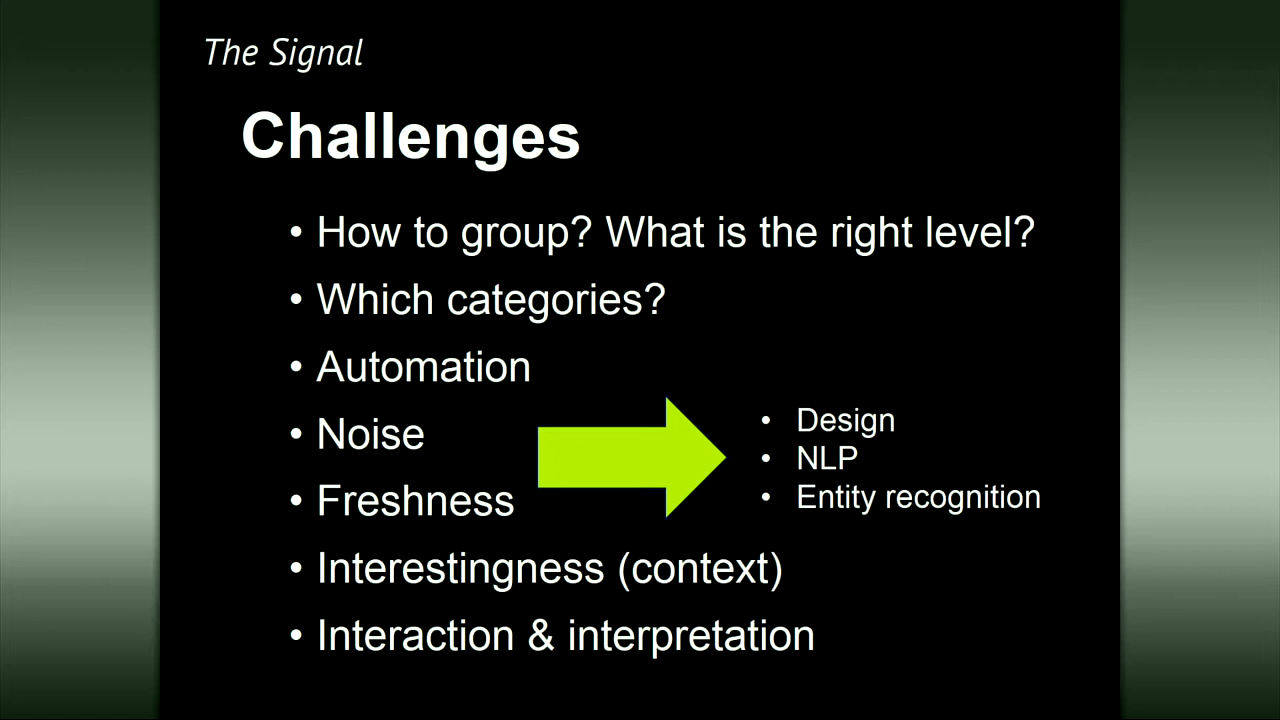 The Signal
Challenges
• How to group? What is the right level?
• Which categories?
• Automation
• Noise
• Freshness
• Interestingness (context)
• Interaction & interpretation
• Design
• NLP
• Entity recognition